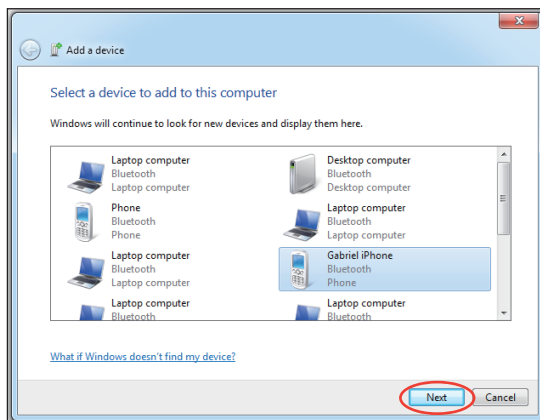 Add a device
Select a device to add to this computer
Windows will continue to look for new devices and display them here.
Laptop computer
Bluetooth
Laptop computer
Desktop computer
Bluetooth
Desktop computer
Phone
Bluetooth
Phone
Laptop computer
Bluetooth
Laptop computer
Laptop computer
Bluetooth
Laptop computer
Gabriel iPhone
Bluetooth
Phone
Laptop computer
Bluetooth
Laptop computer
Bluetooth
What if Windows doesn't find my device?
Next
Cancel